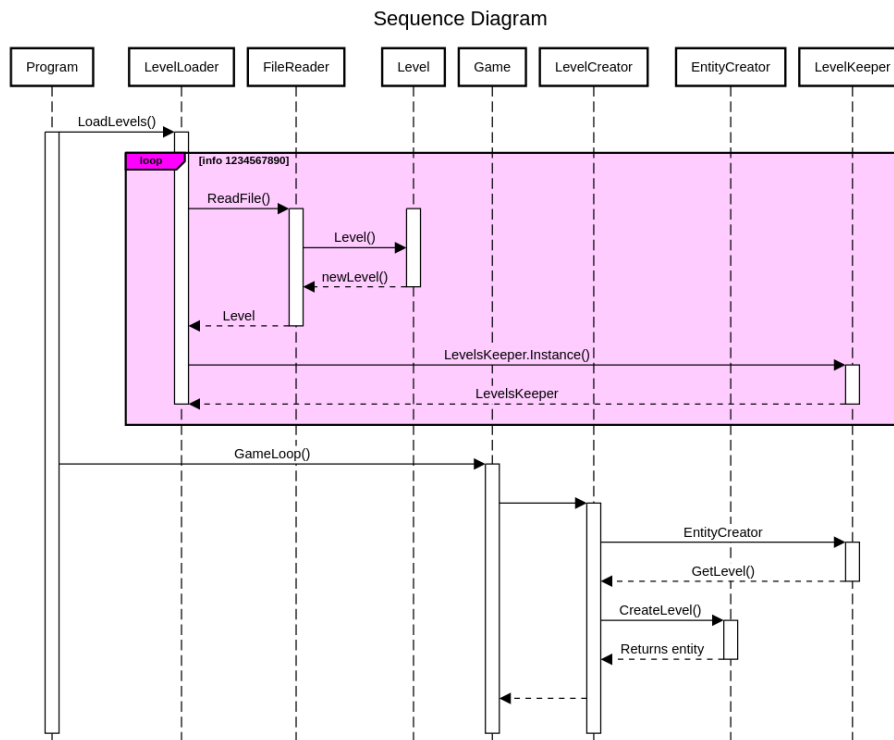 Sequence Diagram
Program LevelLoader FileReader Level Game LevelCreator EntityCreator LevelKeeper
LoadLevels()
loop [info 1234567890]
ReadFile()
Level()
newLevel()
Level
LevelsKeeper.Instance()
LevelsKeeper
GameLoop()
EntityCreator
GetLevel()
CreateLevel()
Returns entity